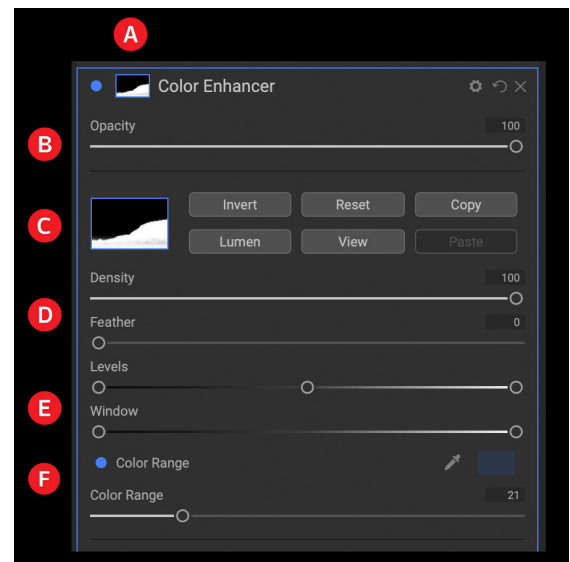 A
Color Enhancer
Opacity 100
B
Invert Reset Copy
C
Lumen View Paste
Density 100
D
Feather 0
Levels
E
Window
Color Range
F
Color Range 21